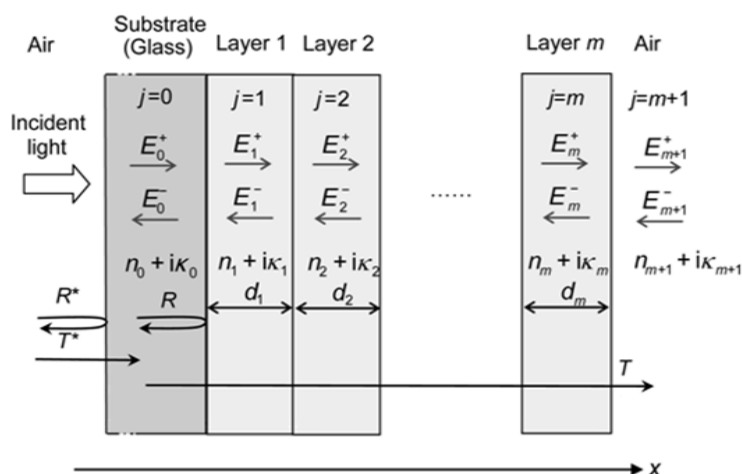 Air
Substrate
(Glass)
Layer 1
Layer 2
Layer m
Air
j=0
j=1
j=2
j=m
j=m+1
Incident
light
E₀⁺
E₁⁺
E₂⁺
Eₘ⁺
Eₘ₊₁⁺
E₀⁻
E₁⁻
E₂⁻
......
Eₘ⁻
Eₘ₊₁⁻
n₀ + iκ₀
n₁ + iκ₁
n₂ + iκ₂
nₘ + iκₘ
nₘ₊₁ + iκₘ₊₁
R*
R
d₁
d₂
dₘ
T*
T
x